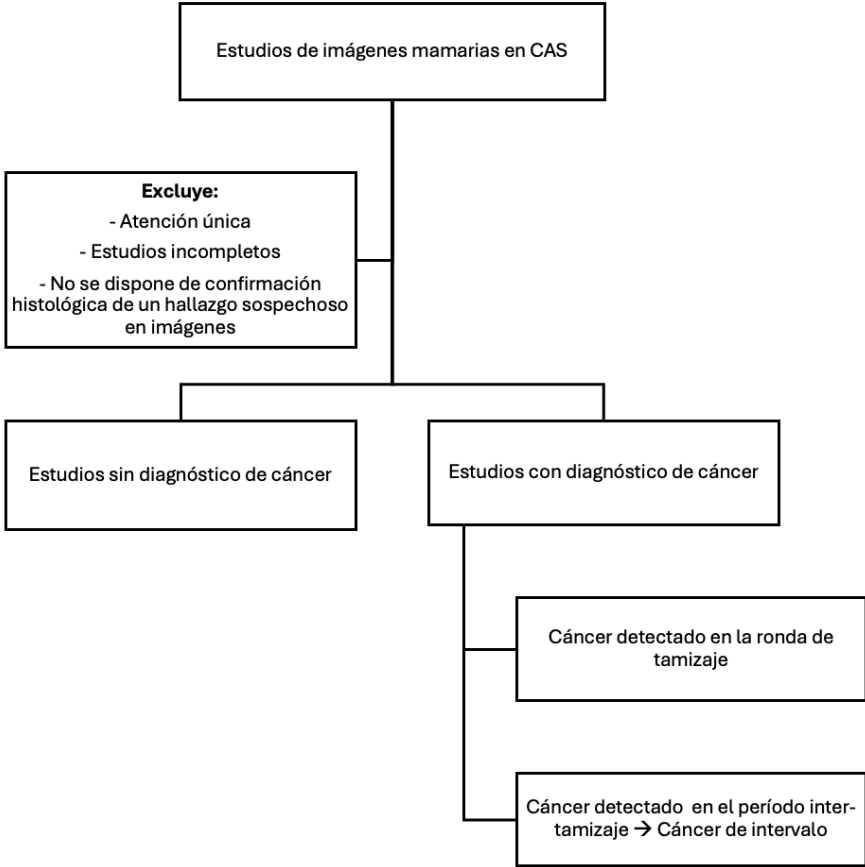 Estudios de imágenes mamarias en CAS
Excluye:
- Atención única
- Estudios incompletos
- No se dispone de confirmación
histológica de un hallazgo sospechoso
en imágenes
Estudios sin diagnóstico de cáncer
Estudios con diagnóstico de cáncer
Cáncer detectado en la ronda de
tamizaje
Cáncer detectado en el período inter-
tamizaje → Cáncer de intervalo